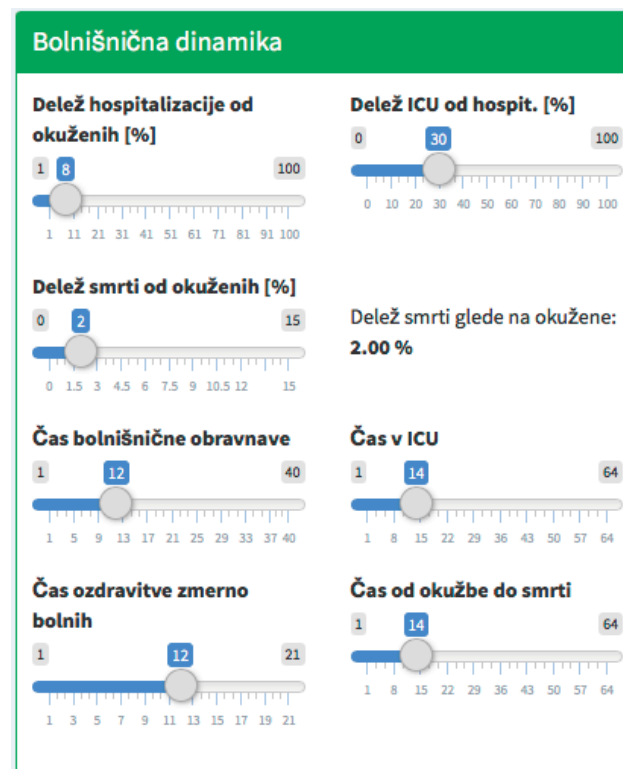 Bolnišnična dinamika
Delež hospitalizacije od
okuženih [%]
1 8 100
1 11 21 31 41 51 61 71 81 91 100
Delež ICU od hospit. [%]
0 30 100
0 10 20 30 40 50 60 70 80 90 100
Delež smrti od okuženih [%]
0 2 15
0 1.5 3 4.5 6 7.5 9 10.5 12 15
Delež smrti glede na okužene:
2.00 %
Čas bolnišnične obravnave
1 12 40
1 5 9 13 17 21 25 29 33 37 40
Čas v ICU
1 14 64
1 8 15 22 29 36 43 50 57 64
Čas ozdravitve zmerno
bolnih
1 12 21
1 3 5 7 9 11 13 15 17 19 21
Čas od okužbe do smrti
1 14 64
1 8 15 22 29 36 43 50 57 64